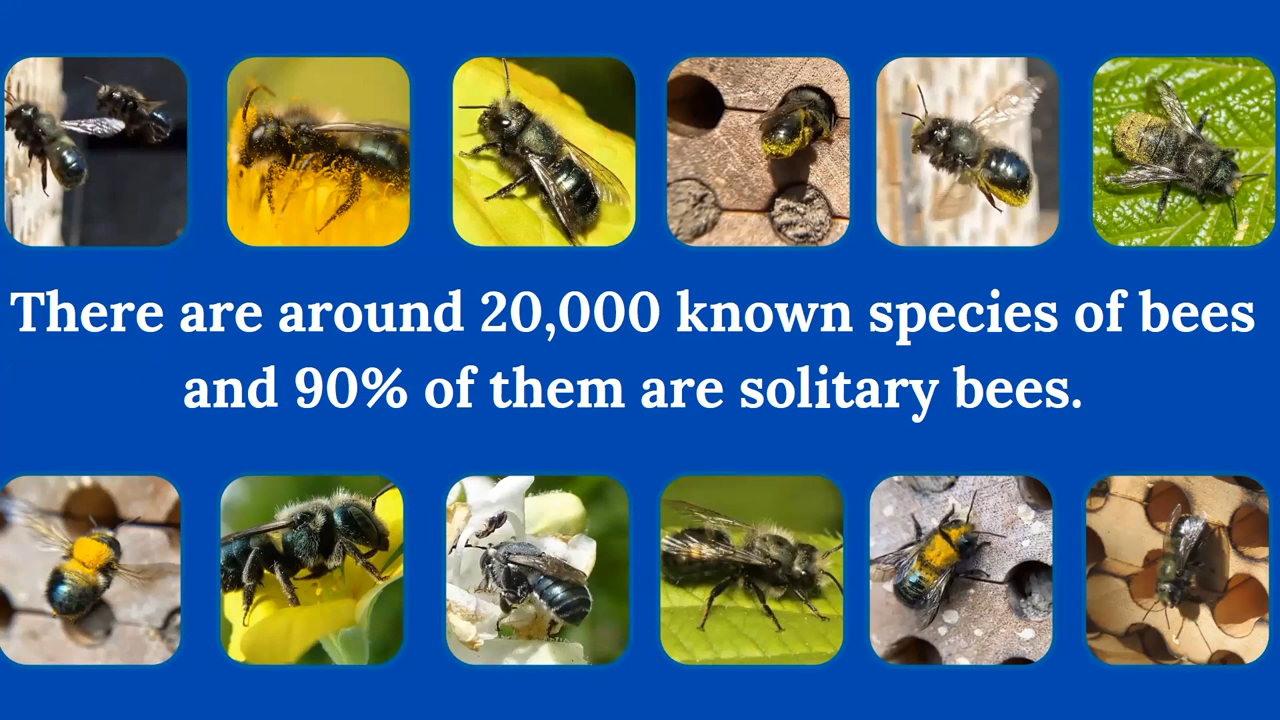 There are around 20,000 known species of bees
and 90% of them are solitary bees.